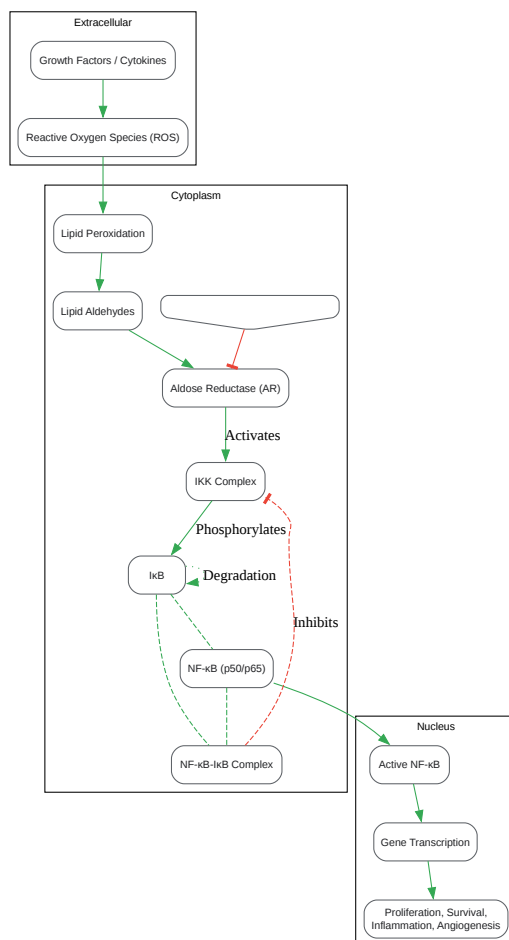 Extracellular
Growth Factors / Cytokines
Reactive Oxygen Species (ROS)
Cytoplasm
Lipid Peroxidation
Lipid Aldehydes
Aldose Reductase (AR)
Activates
IKK Complex
Phosphorylates
IκB
Degradation
Inhibits
NF-κB (p50/p65)
NF-κB-IκB Complex
Nucleus
Active NF-κB
Gene Transcription
Proliferation, Survival,
Inflammation, Angiogenesis